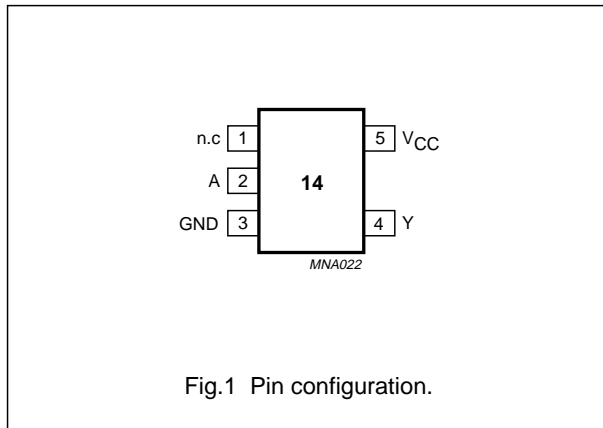 n.c 1 5 VCC
A 2 14
GND 3 4 Y
MNA022
Fig.1 Pin configuration.